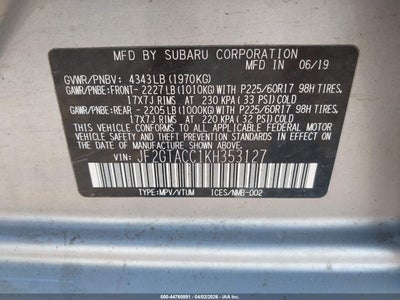 MFD BY SUBARU CORPORATION 06/19
GVWR/PNBV: 4343LB (1970KG)
GAWR/PNBE:FRONT- 2227LB(1010KG)WITH P225/60R17 98H TIRES,
17X7J RIMS AT 230 KPA (33 PSI)COLD
GAWR/PNBE:REAR - 2205LB(1000KG)WITH P225/60R17 98H TIRES,
17X7J RIMS AT 220 KPA (32 PSI)COLD
THIS VEHICLE CONFORMS TO ALL APPLICABLE FEDERAL MOTOR
VEHICLE SAFETY, BUMPER, AND THEFT PREVENTION STANDARDS
IN EFFECT ON THE DATE OF MANUFACTURE SHOWN ABOVE.
VIN: JF2GTACC1KH353127
TYPE:MPV/VTUM ICES/NMB-002
000-44760591 - 04/02/2026 - IAA Inc.